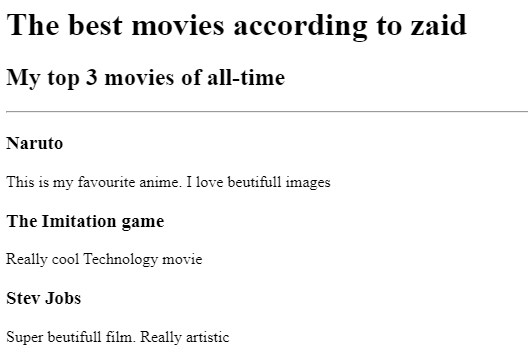 The best movies according to zaid
My top 3 movies of all-time
Naruto
This is my favourite anime. I love beutifull images
The Imitation game
Really cool Technology movie
Stev Jobs
Super beutifull film. Really artistic